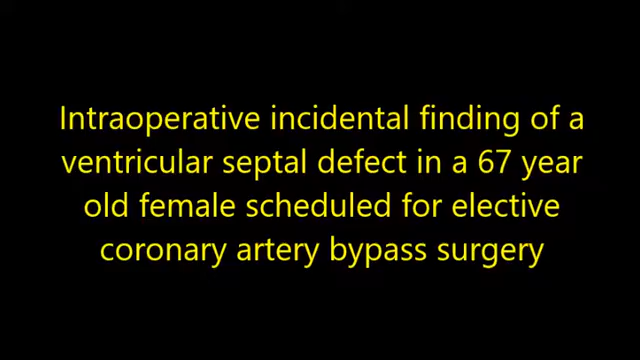 Intraoperative incidental finding of a
ventricular septal defect in a 67 year
old female scheduled for elective
coronary artery bypass surgery